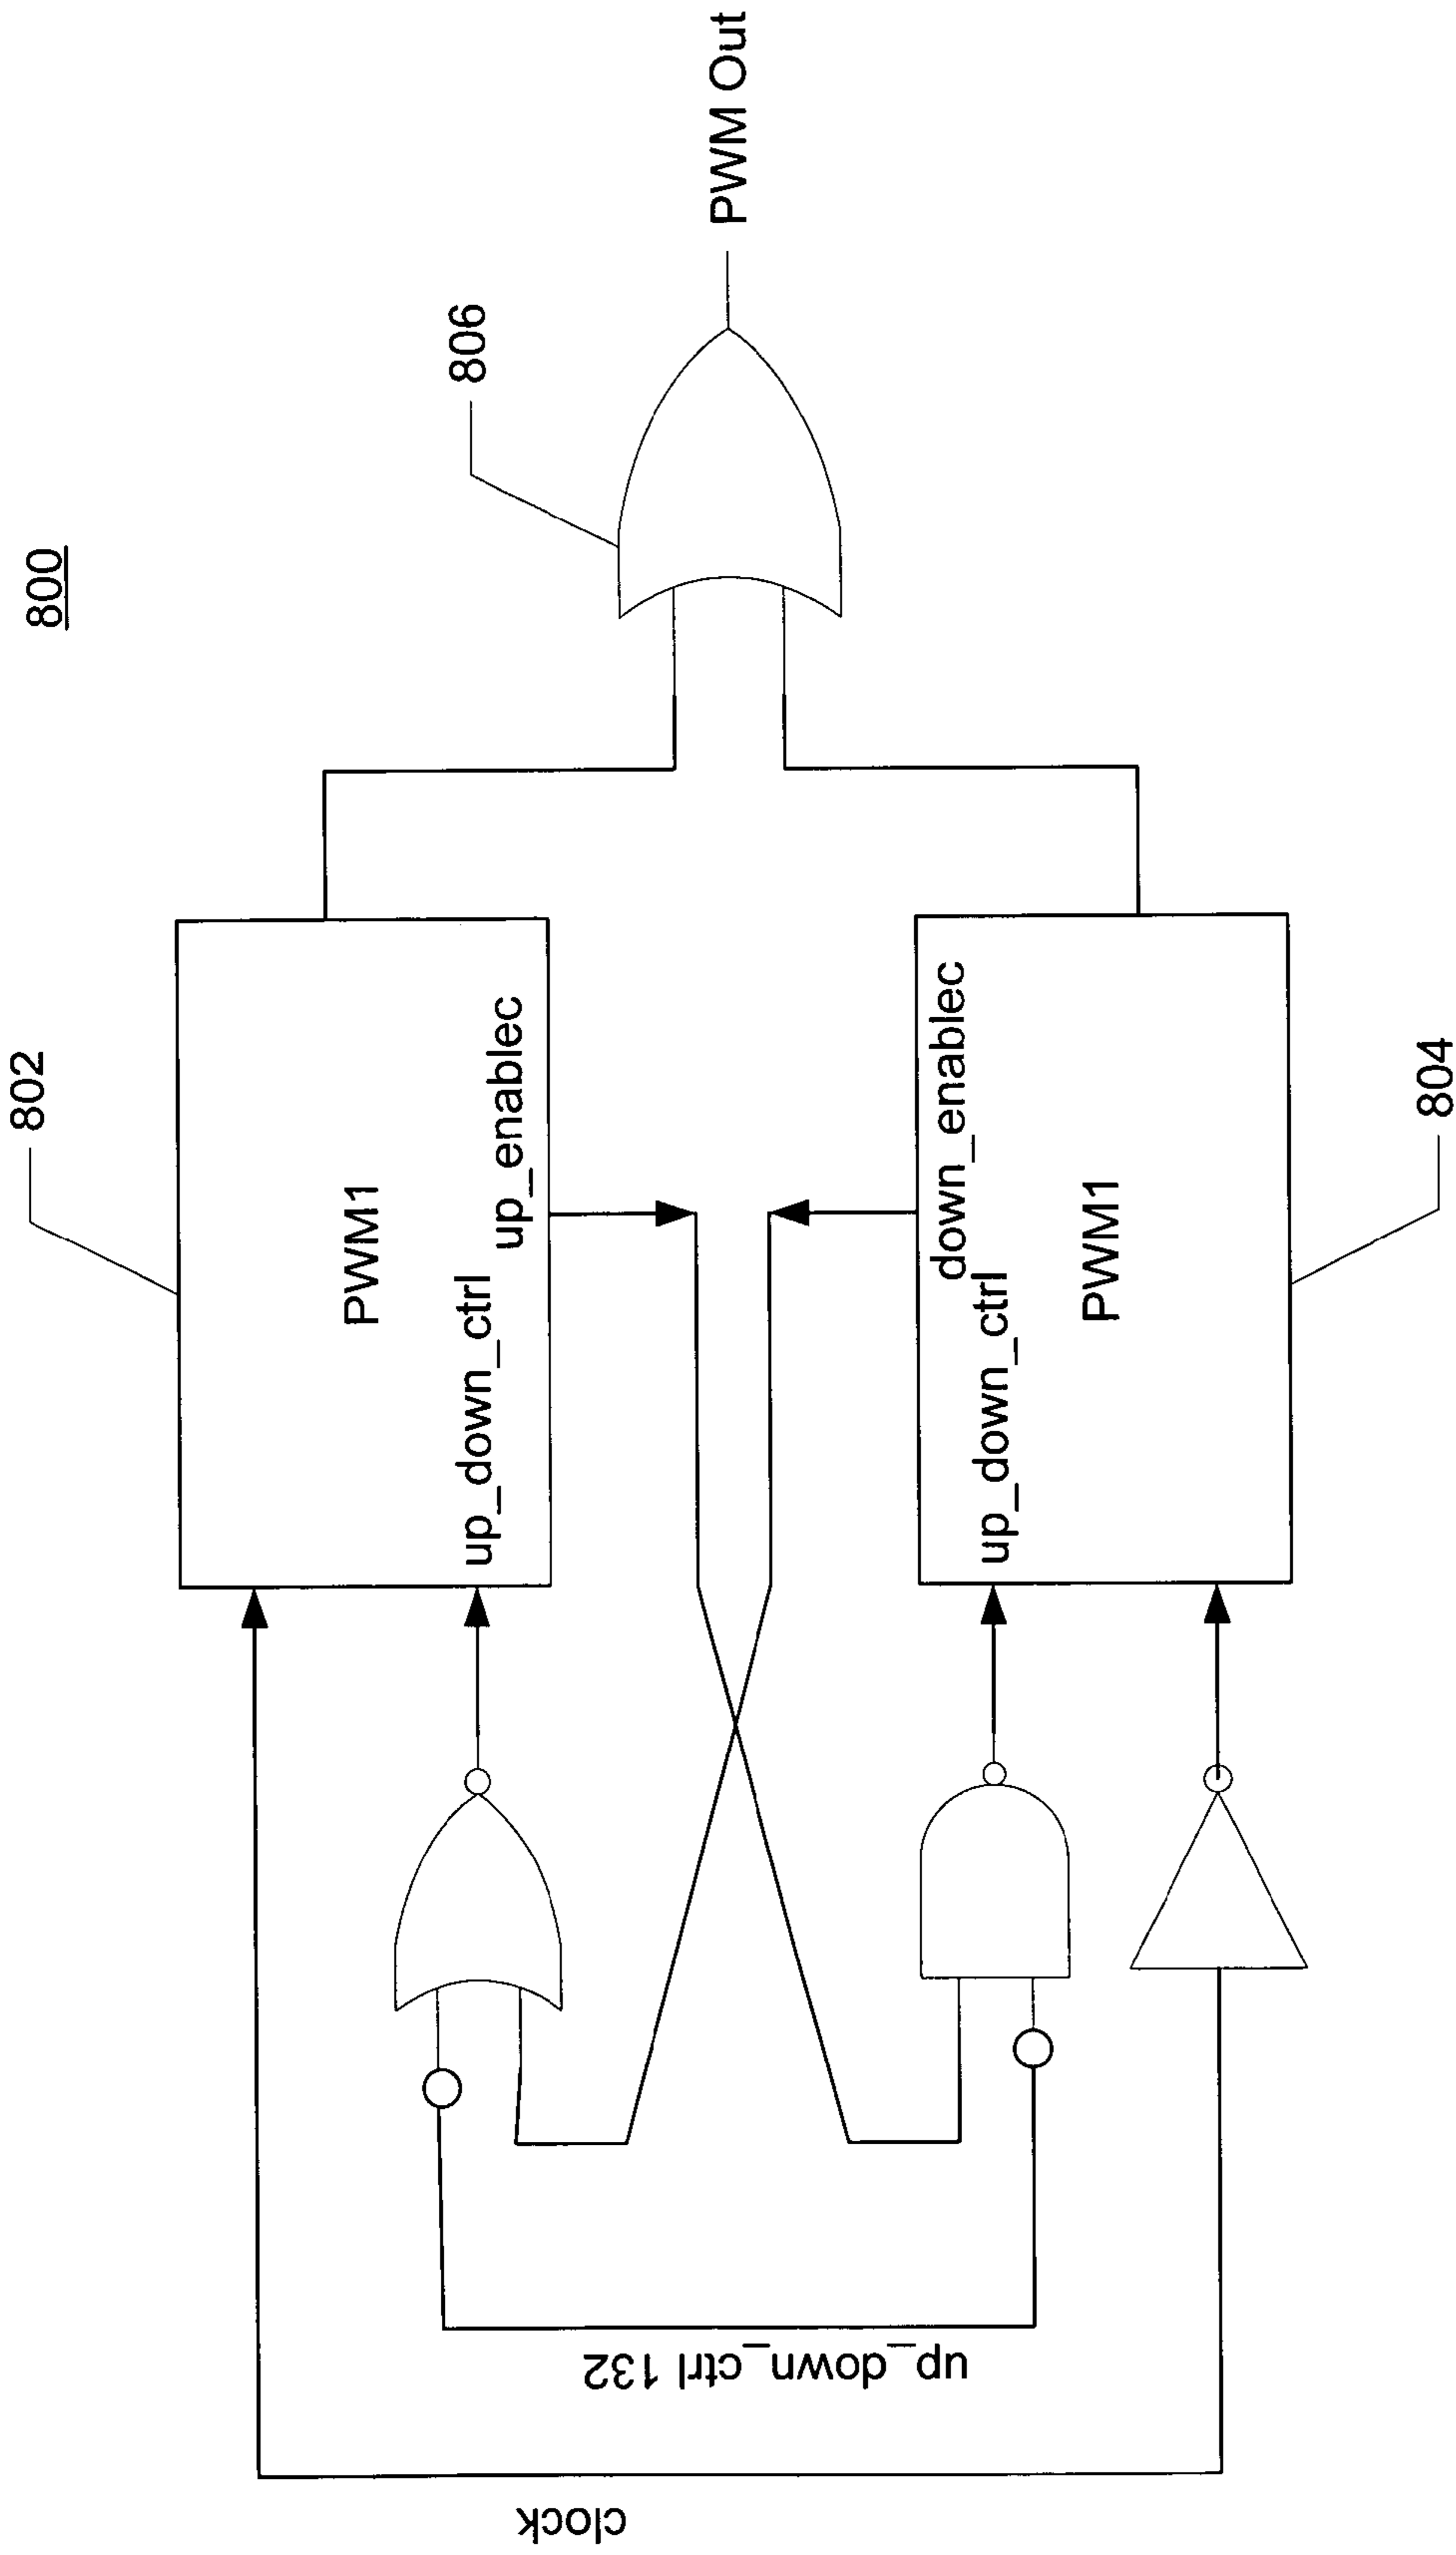 800
802
PWM1
up_down_ctrl
up_enablec
806
PWM Out
up_down_ctrl 132
clock
down_enablec
up_down_ctrl
PWM1
804